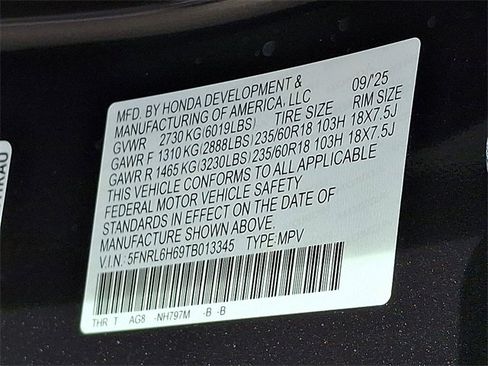 MFD. BY HONDA DEVELOPMENT & 09/'25
MANUFACTURING OF AMERICA, LLC
GVWR 2730 KG(6019LBS) TIRE SIZE RIM SIZE
GAWR F 1310 KG(2888LBS) 235/60R18 103H 18X7.5J
GAWR R 1465 KG(3230LBS) 235/60R18 103H 18X7.5J
THIS VEHICLE CONFORMS TO ALL APPLICABLE
FEDERAL MOTOR VEHICLE SAFETY
STANDARDS IN EFFECT ON THE DATE OF
MANUFACTURE SHOWN ABOVE.
V.I.N.: 5FNRL6H69TB013345 TYPE:MPV
THR T AG8 -NH797M -B -B